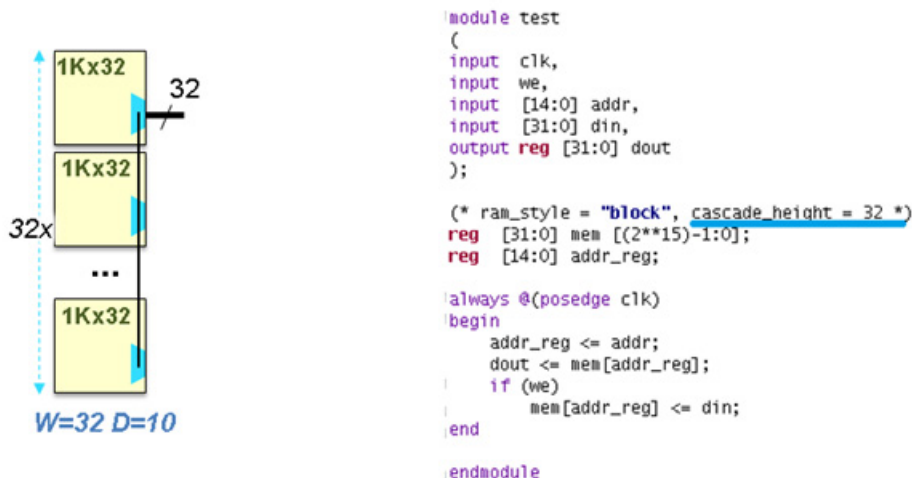 1Kx32
32
1Kx32
32x
...
1Kx32
W=32 D=10
module test
(
input  clk,
input  we,
input  [14:0] addr,
input  [31:0] din,
output reg [31:0] dout
);
(* ram_style = "block", cascade_height = 32 *)
reg  [31:0] mem [(2**15)-1:0];
reg  [14:0] addr_reg;
always @(posedge clk)
begin
addr_reg <= addr;
dout <= mem[addr_reg];
if (we)
mem[addr_reg] <= din;
end
endmodule